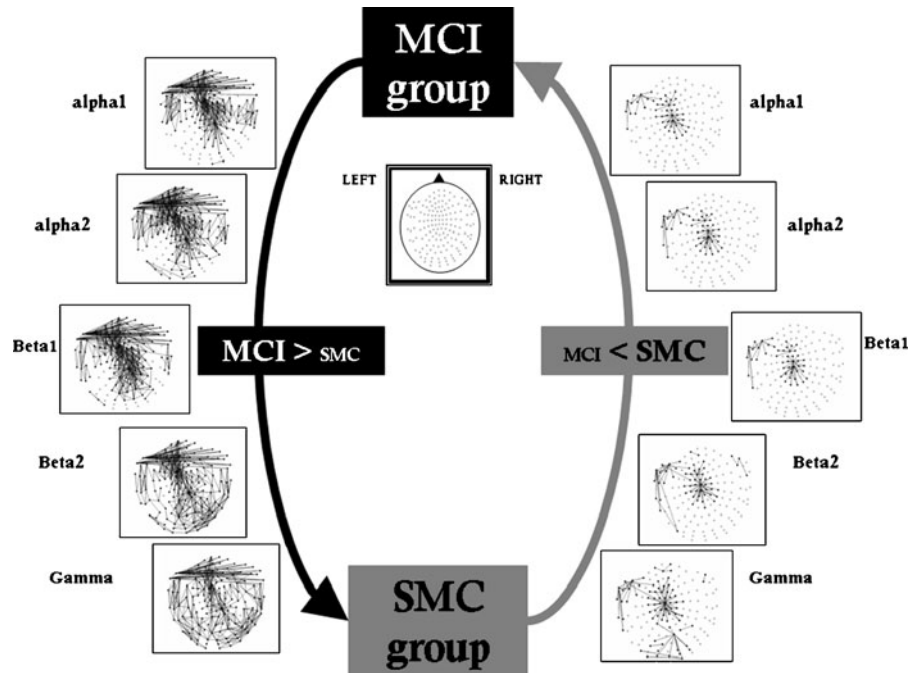 MCI
group
alpha1
alpha1
LEFT RIGHT
alpha2
alpha2
Beta1
MCI > SMC
MCI < SMC
Beta1
Beta2
Beta2
Gamma
Gamma
SMC
group